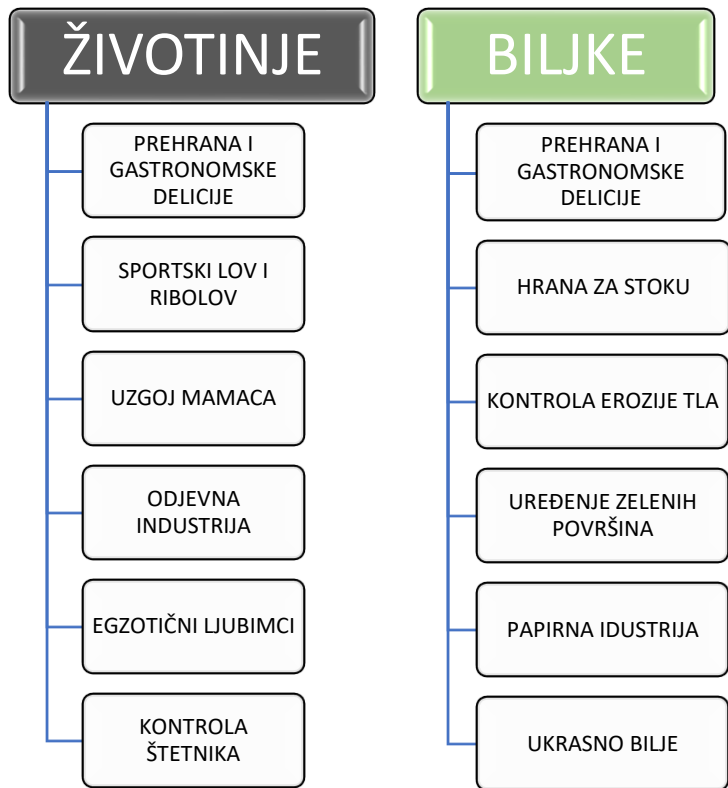 ŽIVOTINJE
PREHRANA I
GASTRONOMSKE
DELICIJE
SPORTSKI LOV I
RIBOLOV
UZGOJ MAMACA
ODJEVNA
INDUSTRIJA
EGZOTIČNI LJUBIMCI
KONTROLA
ŠTETNIKA
BILJKE
PREHRANA I
GASTRONOMSKE
DELICIJE
HRANA ZA STOKU
KONTROLA EROZIJE TLA
UREĐENJE ZELENIH
POVRŠINA
PAPIRNA IDUSTRIJA
UKRASNO BILJE